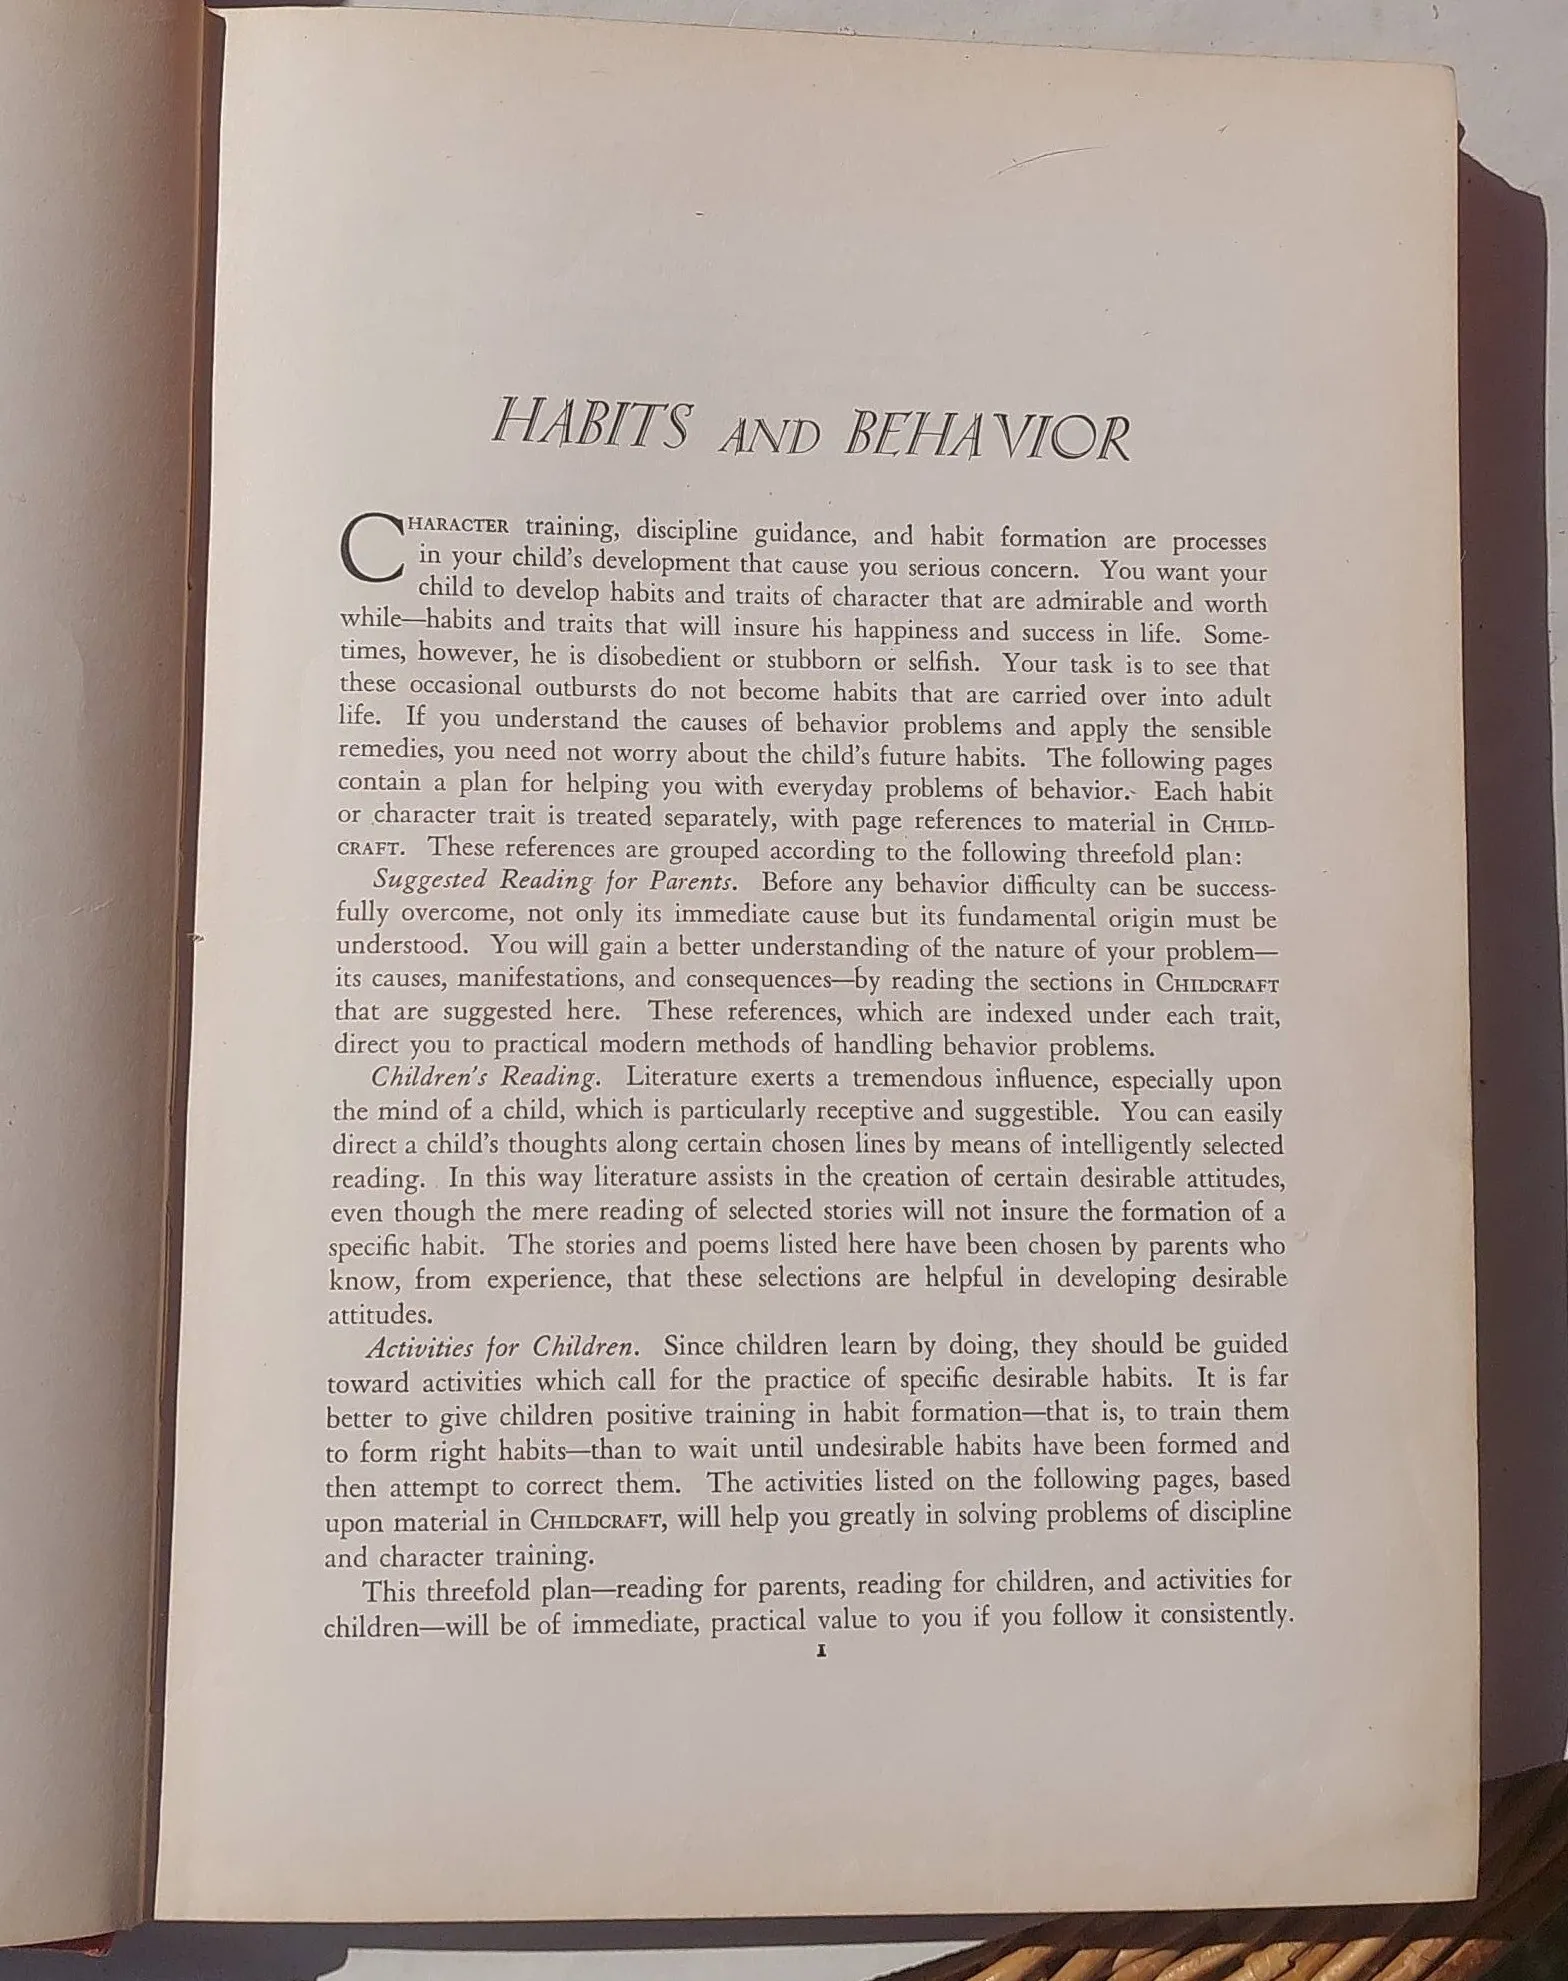 HABITS AND BEHAVIOR
CHARACTER training, discipline guidance, and habit formation are processes
in your child's development that cause you serious concern. You want your
child to develop habits and traits of character that are admirable and worth
while—habits and traits that will insure his happiness and success in life. Some-
times, however, he is disobedient or stubborn or selfish. Your task is to see that
these occasional outbursts do not become habits that are carried over into adult
life. If you understand the causes of behavior problems and apply the sensible
remedies, you need not worry about the child's future habits. The following pages
contain a plan for helping you with everyday problems of behavior. Each habit
or character trait is treated separately, with page references to material in CHILD-
CRAFT. These references are grouped according to the following threefold plan:
Suggested Reading for Parents. Before any behavior difficulty can be success-
fully overcome, not only its immediate cause but its fundamental origin must be
understood. You will gain a better understanding of the nature of your problem—
its causes, manifestations, and consequences—by reading the sections in CHILDCRAFT
that are suggested here. These references, which are indexed under each trait,
direct you to practical modern methods of handling behavior problems.
Children's Reading. Literature exerts a tremendous influence, especially upon
the mind of a child, which is particularly receptive and suggestible. You can easily
direct a child's thoughts along certain chosen lines by means of intelligently selected
reading. In this way literature assists in the creation of certain desirable attitudes,
even though the mere reading of selected stories will not insure the formation of a
specific habit. The stories and poems listed here have been chosen by parents who
know, from experience, that these selections are helpful in developing desirable
attitudes.
Activities for Children. Since children learn by doing, they should be guided
toward activities which call for the practice of specific desirable habits. It is far
better to give children positive training in habit formation—that is, to train them
to form right habits—than to wait until undesirable habits have been formed and
then attempt to correct them. The activities listed on the following pages, based
upon material in CHILDCRAFT, will help you greatly in solving problems of discipline
and character training.
This threefold plan—reading for parents, reading for children, and activities for
children—will be of immediate, practical value to you if you follow it consistently.
1